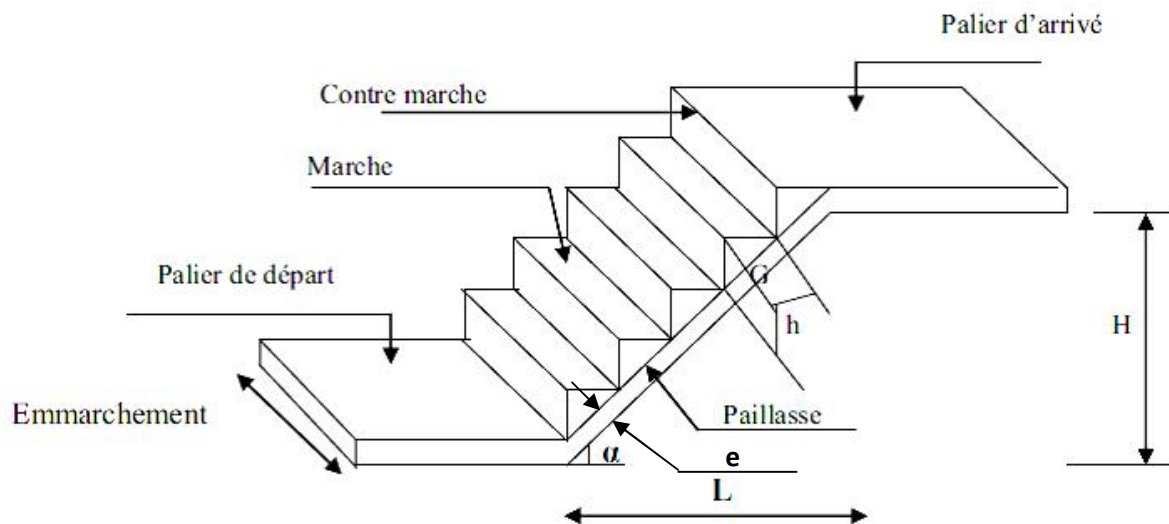 Palier d’arrivé
Contre marche
Marche
Palier de départ
G
h
H
Emmarchement
Paillasse
α
e
L